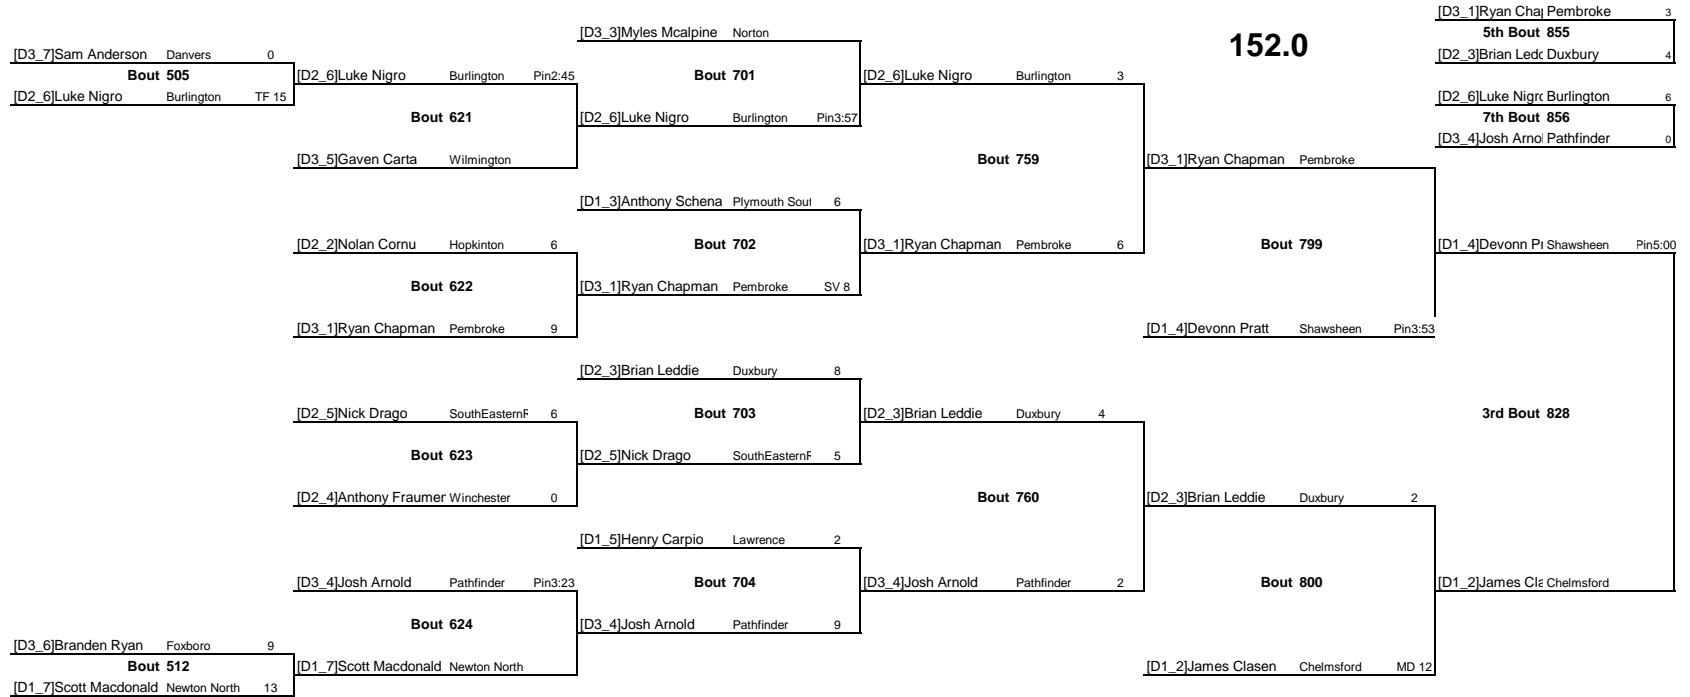 [D3_1]Ryan Chap Pembroke 3
[D3_3]Myles Mcalpine Norton
5th Bout 855
152.0
[D3_7]Sam Anderson Danvers 0
[D2_3]Brian Ledd Duxbury 4
Bout 505
[D2_6]Luke Nigro Burlington Pin2:45
Bout 701
[D2_6]Luke Nigro Burlington 3
[D2_6]Luke Nigro Burlington TF 15
[D2_6]Luke Nigro Burlington 6
Bout 621
[D2_6]Luke Nigro Burlington Pin3:57
7th Bout 856
[D3_4]Josh Arnol Pathfinder 0
[D3_5]Gaven Carta Wilmington
Bout 759
[D3_1]Ryan Chapman Pembroke
[D1_3]Anthony Schena Plymouth Sout 6
[D2_2]Nolan Cornu Hopkinton 6
Bout 702
[D3_1]Ryan Chapman Pembroke 6
Bout 799
[D1_4]Devonn Pr Shawsheen Pin5:00
Bout 622
[D3_1]Ryan Chapman Pembroke SV 8
[D3_1]Ryan Chapman Pembroke 9
[D1_4]Devonn Pratt Shawsheen Pin3:53
[D2_3]Brian Leddie Duxbury 8
[D2_5]Nick Drago SouthEasternR 6
Bout 703
[D2_3]Brian Leddie Duxbury 4
3rd Bout 828
Bout 623
[D2_5]Nick Drago SouthEasternR 5
[D2_4]Anthony Fraumer Winchester 0
Bout 760
[D2_3]Brian Leddie Duxbury 2
[D1_5]Henry Carpio Lawrence 2
[D3_4]Josh Arnold Pathfinder Pin3:23
Bout 704
[D3_4]Josh Arnold Pathfinder 2
Bout 800
[D1_2]James Cla Chelmsford
Bout 624
[D3_4]Josh Arnold Pathfinder 9
[D3_6]Branden Ryan Foxboro 9
Bout 512
[D1_7]Scott Macdonald Newton North
[D1_2]James Clasen Chelmsford MD 12
[D1_7]Scott Macdonald Newton North 13